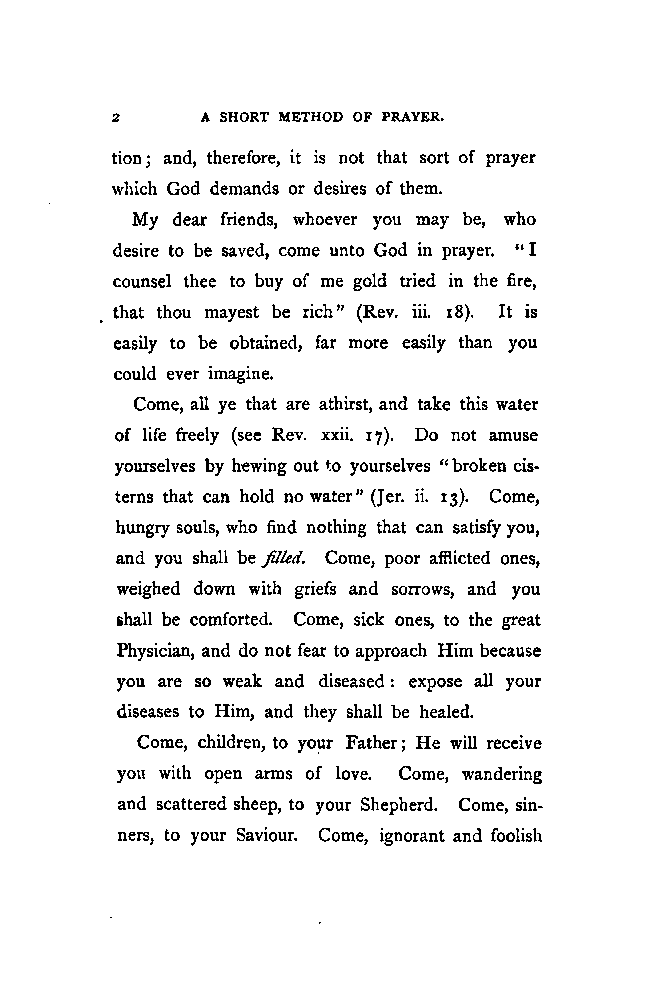 2 A SHORT METHOD OF PRAYER.
tion; and, therefore, it is not that sort of prayer
which God demands or desires of them.
My dear friends, whoever you may be, who
desire to be saved, come unto God in prayer. "I
counsel thee to buy of me gold tried in the fire,
that thou mayest be rich" (Rev. iii. 18). It is
easily to be obtained, far more easily than you
could ever imagine.
Come, all ye that are athirst, and take this water
of life freely (see Rev. xxii. 17). Do not amuse
yourselves by hewing out to yourselves "broken cis-
terns that can hold no water" (Jer. ii. 13). Come,
hungry souls, who find nothing that can satisfy you,
and you shall be filled. Come, poor afflicted ones,
weighed down with griefs and sorrows, and you
shall be comforted. Come, sick ones, to the great
Physician, and do not fear to approach Him because
you are so weak and diseased: expose all your
diseases to Him, and they shall be healed.
Come, children, to your Father; He will receive
you with open arms of love. Come, wandering
and scattered sheep, to your Shepherd. Come, sin-
ners, to your Saviour. Come, ignorant and foolish